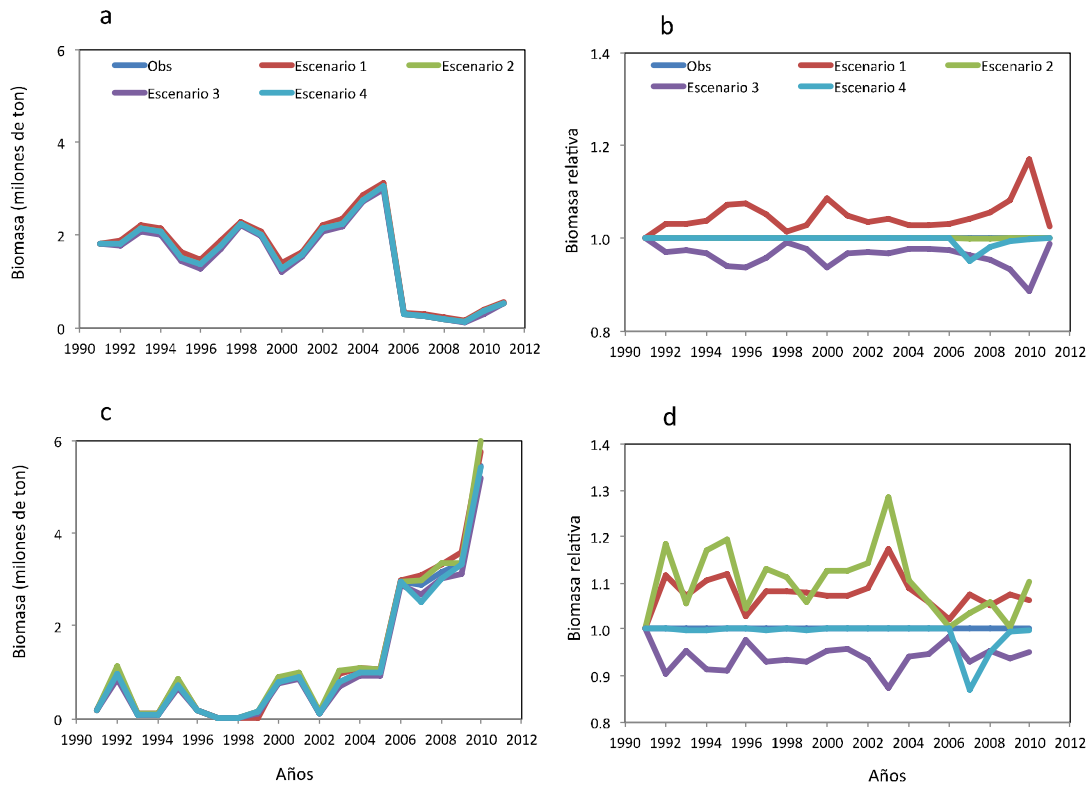 a
6
4
2
0
Biomasa (milones de ton)
Obs
Escenario 1
Escenario 2
Escenario 3
Escenario 4
1990 1992 1994 1996 1998 2000 2002 2004 2006 2008 2010 2012
b
1.4
1.2
1.0
0.8
Biomasa relativa
Obs
Escenario 1
Escenario 2
Escenario 3
Escenario 4
1990 1992 1994 1996 1998 2000 2002 2004 2006 2008 2010 2012
c
6
4
2
0
Biomasa (milones de ton)
1990 1992 1994 1996 1998 2000 2002 2004 2006 2008 2010 2012
Años
d
1.4
1.3
1.2
1.1
1.0
0.9
0.8
Biomasa relativa
1990 1992 1994 1996 1998 2000 2002 2004 2006 2008 2010 2012
Años